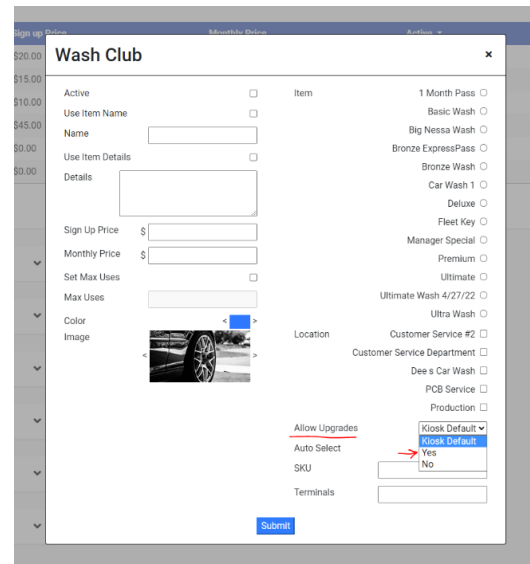 Sign up Price Monthly Price Active
$20.00
$15.00
$10.00
$45.00
$0.00
$0.00
Wash Club ×
Active
Use Item Name
Name
Use Item Details
Details
Sign Up Price $
Monthly Price $
Set Max Uses
Max Uses
Color < >
Image
< >
Item 1 Month Pass
Basic Wash
Big Nessa Wash
Bronze ExpressPass
Bronze Wash
Car Wash 1
Deluxe
Fleet Key
Manager Special
Premium
Ultimate
Ultimate Wash 4/27/22
Ultra Wash
Location Customer Service #2
Customer Service Department
Dee s Car Wash
PCB Service
Production
Allow Upgrades Kiosk Default
Kiosk Default
Auto Select Yes
SKU No
Terminals
Submit